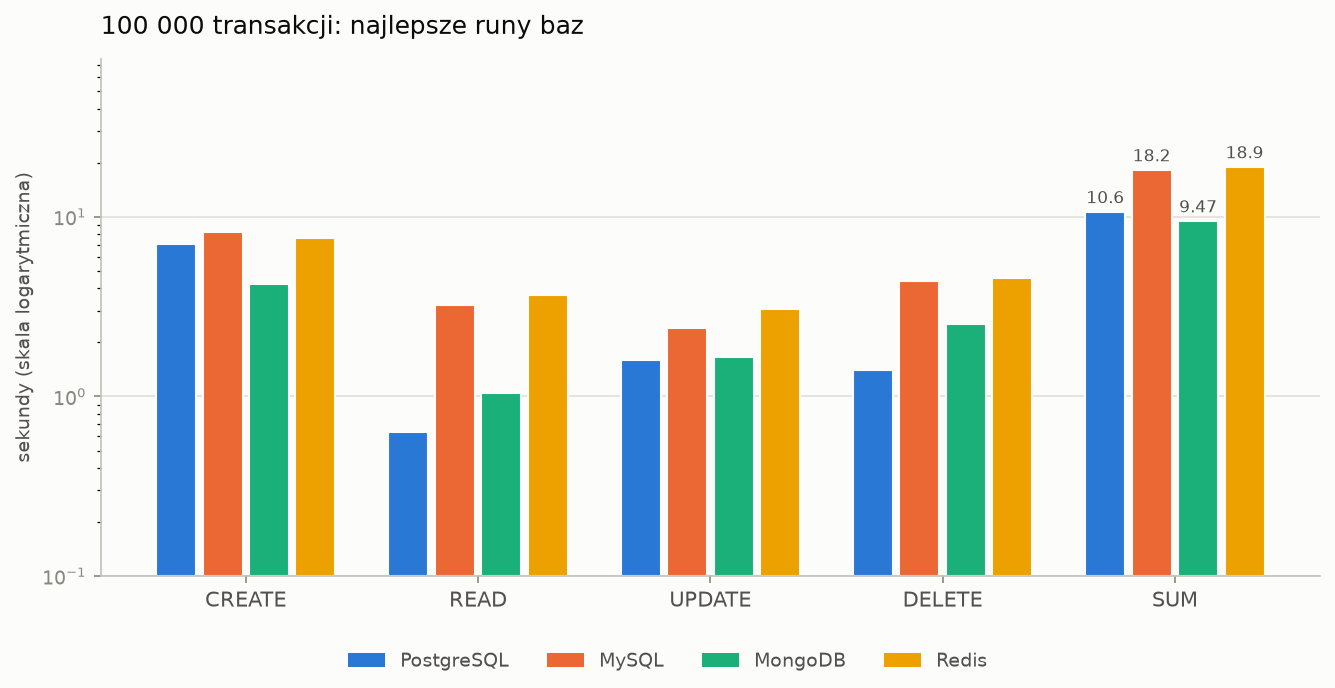 100 000 transakcji: najlepsze runy baz
sekundy (skala logarytmiczna)
10¹
10⁰
10⁻¹
10.6
18.2
9.47
18.9
CREATE
READ
UPDATE
DELETE
SUM
PostgreSQL
MySQL
MongoDB
Redis